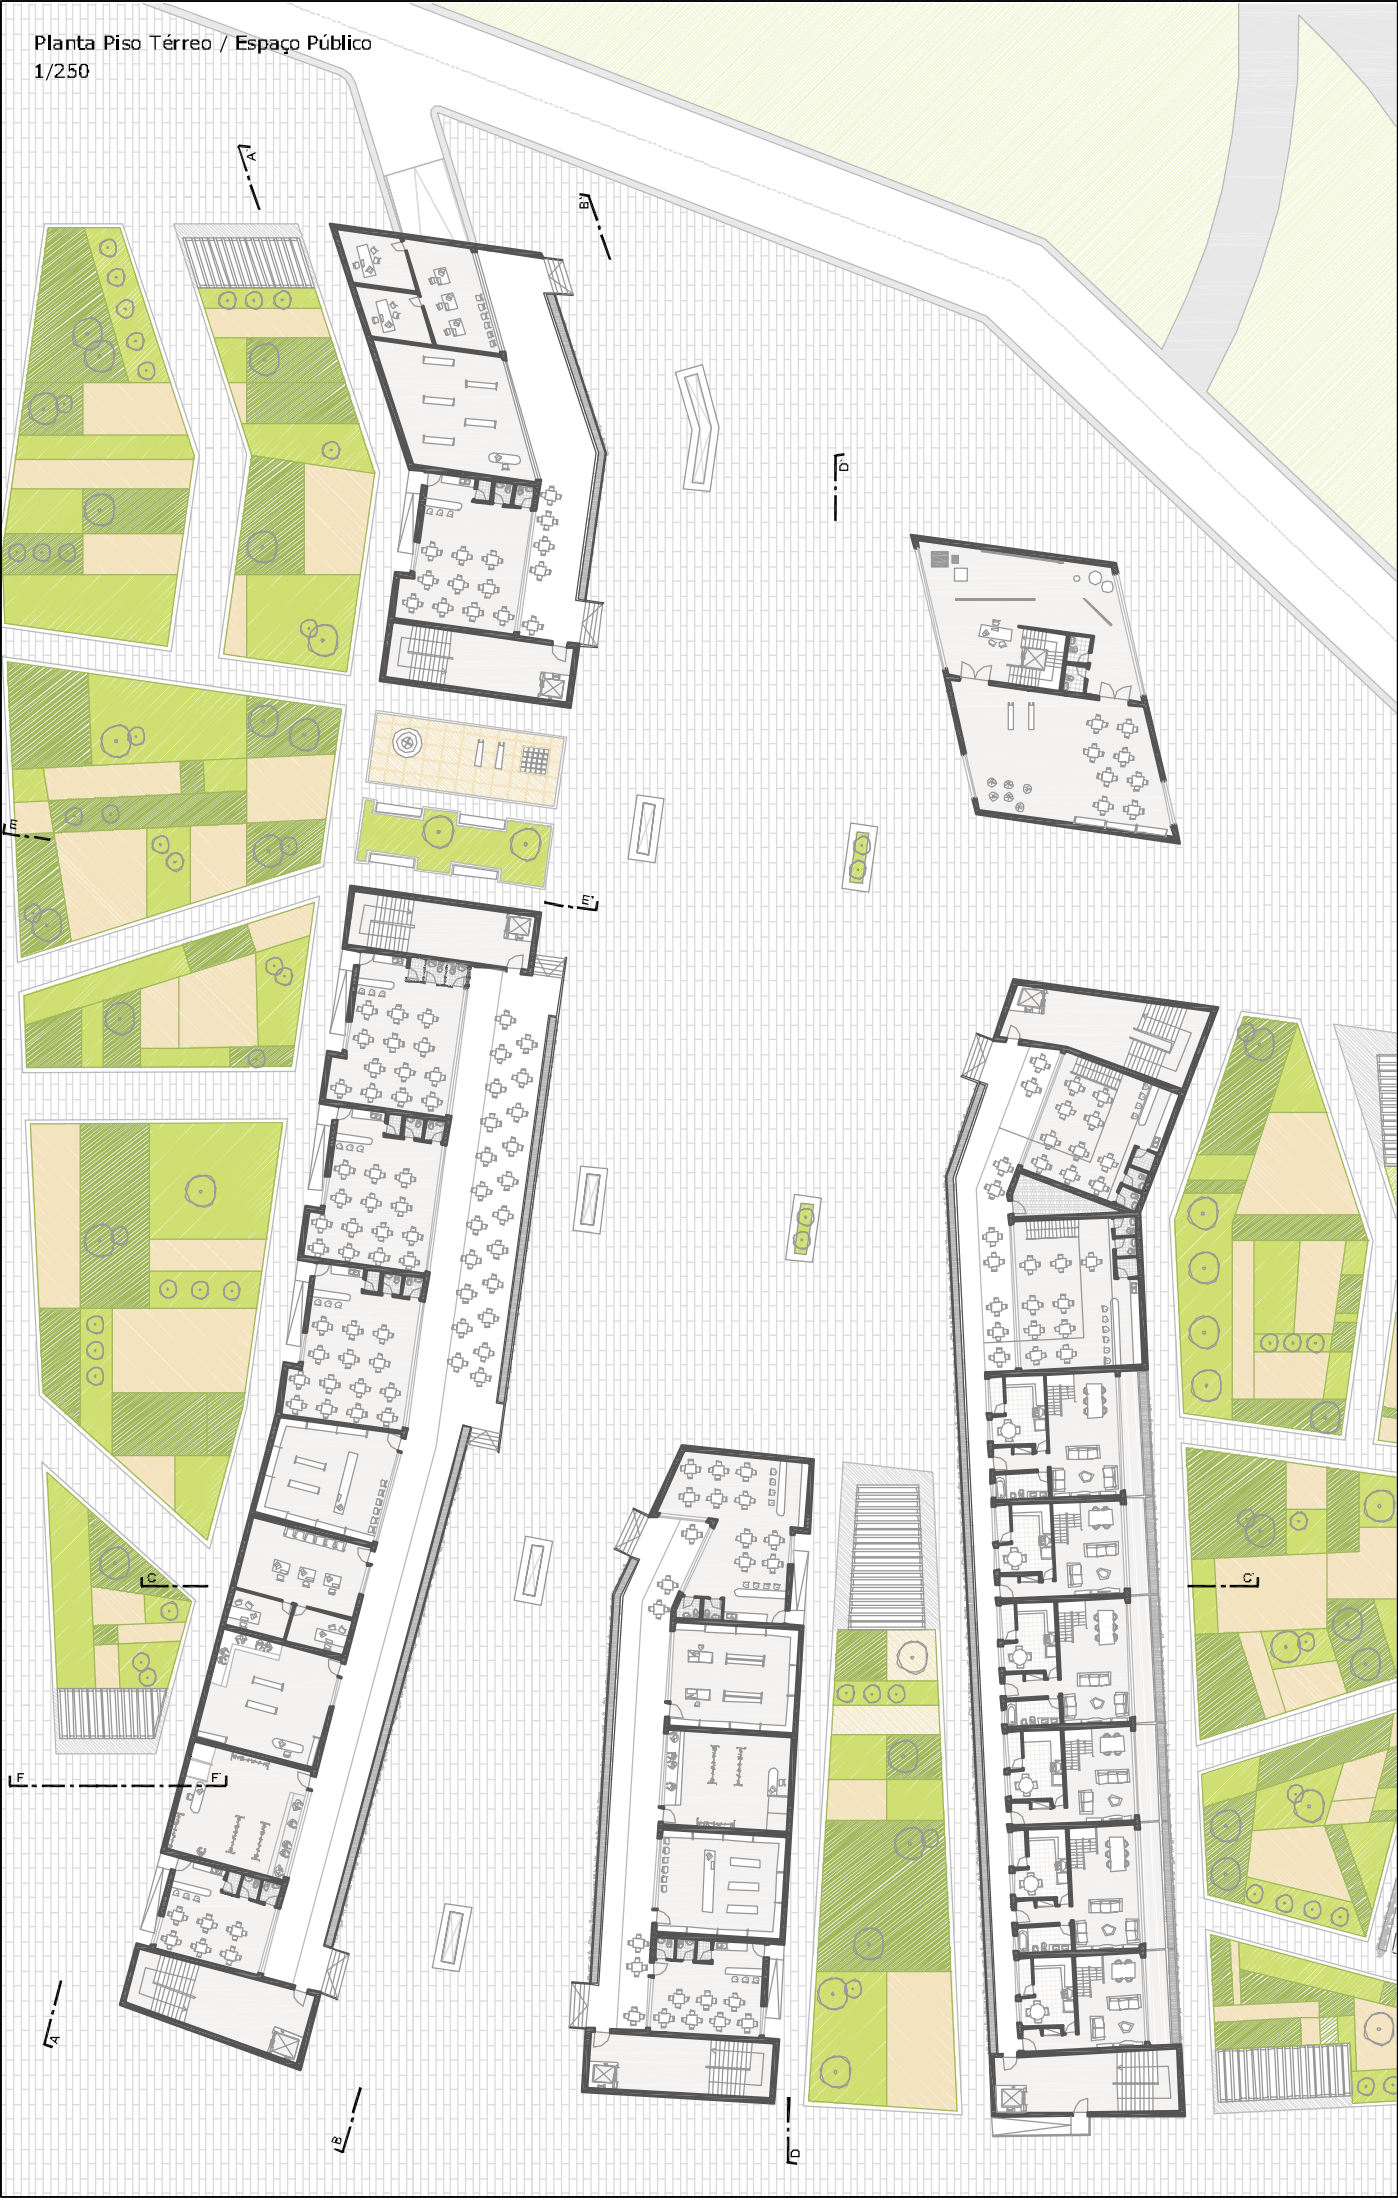 Planta Piso Térreo / Espaço Público
1/250
A'
B'
D'
E
E'
C
C'
F
F'
A
B
D